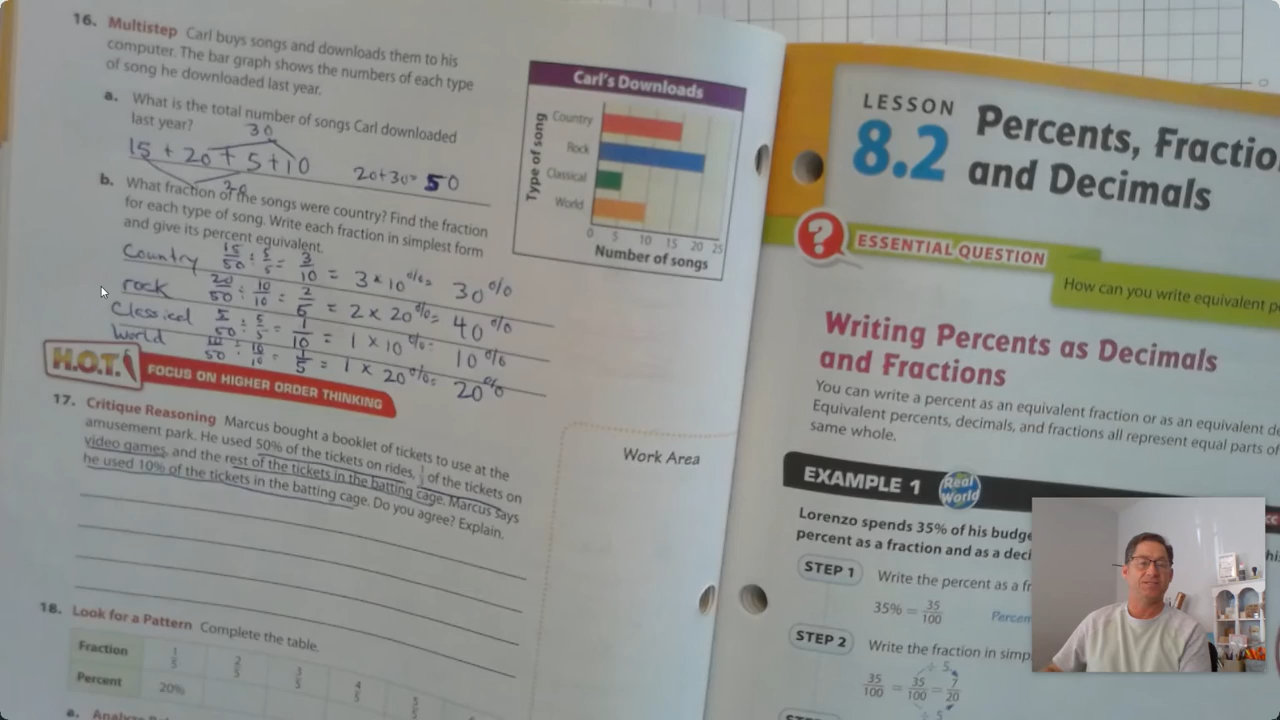 16. Multistep Carl buys songs and downloads them to his
computer. The bar graph shows the numbers of each type
of song he downloaded last year.
a. What is the total number of songs Carl downloaded
last year?
30
15 + 20 + 5 + 10
20+30= 50
b. What fraction of the songs were country? Find the fraction
for each type of song. Write each fraction in simplest form
and give its percent equivalent.
Country 15/50 ÷ 5/5 = 3/10 = 3 × 10%= 30%
rock 20/50 ÷ 10/10 = 2/5 = 2 × 20%= 40%
Classical 5/50 ÷ 5/5 = 1/10 = 1 × 10%= 10%
World 10/50 ÷ 10/10 = 1/5 = 1 × 20%= 20%
Carl's Downloads
Type of song
Country
Rock
Classical
World
0 5 10 15 20 25
Number of songs
H.O.T. FOCUS ON HIGHER ORDER THINKING
17. Critique Reasoning Marcus bought a booklet of tickets to use at the
amusement park. He used 50% of the tickets on rides, of the tickets on
video games, and the rest of the tickets in the batting cage. Marcus says
he used 10% of the tickets in the batting cage. Do you agree? Explain.
Work Area
18. Look for a Pattern Complete the table.
Fraction 1/5 2/5 3/5 4/5
Percent 20%
a.
LESSON
8.2
Percents,
and Decimals
? ESSENTIAL QUESTION
How can you write equivalent
Writing Percents as Decimals
and Fractions
You can write a percent as an equivalent fraction or as an equivalent
Equivalent percents, decimals, and fractions all represent equal parts of
same whole.
EXAMPLE 1 Real World
Lorenzo spends 35% of his
percent as a fraction and as a
STEP 1 Write the percent as a
35% = 35/100
STEP 2 Write the fraction in
÷ 5
35/100 = 35/100 = 7/20
÷ 5